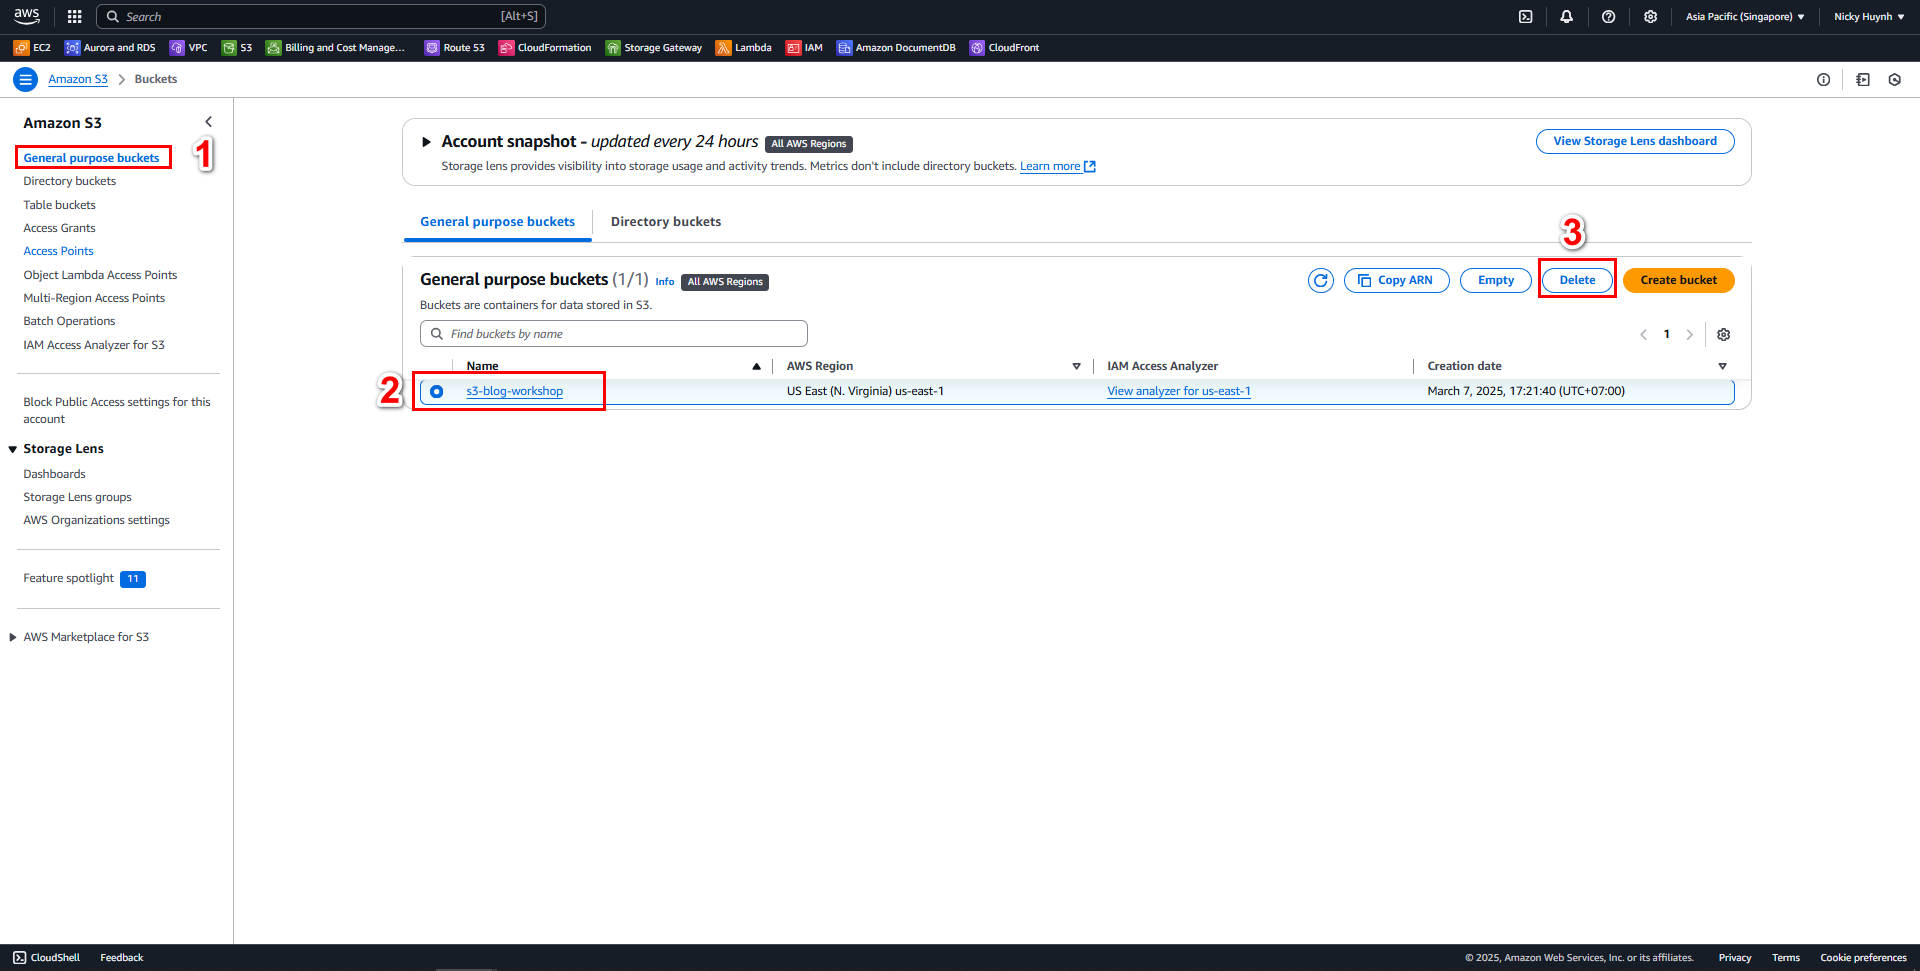 aws Search [Alt+S] Asia Pacific (Singapore) Nicky Huynh
EC2 Aurora and RDS VPC S3 Billing and Cost Manage... Route 53 CloudFormation Storage Gateway Lambda IAM Amazon DocumentDB CloudFront
Amazon S3 Buckets
Amazon S3
General purpose buckets 1
Directory buckets
Table buckets
Access Grants
Access Points
Object Lambda Access Points
Multi-Region Access Points
Batch Operations
IAM Access Analyzer for S3
Block Public Access settings for this
account
Storage Lens
Dashboards
Storage Lens groups
AWS Organizations settings
Feature spotlight 11
AWS Marketplace for S3
Account snapshot - updated every 24 hours All AWS Regions View Storage Lens dashboard
Storage lens provides visibility into storage usage and activity trends. Metrics don't include directory buckets. Learn more
General purpose buckets Directory buckets
3
General purpose buckets (1/1) Info All AWS Regions Copy ARN Empty Delete Create bucket
Buckets are containers for data stored in S3.
Find buckets by name 1
Name AWS Region IAM Access Analyzer Creation date
2 s3-blog-workshop US East (N. Virginia) us-east-1 View analyzer for us-east-1 March 7, 2025, 17:21:40 (UTC+07:00)
CloudShell Feedback © 2025, Amazon Web Services, Inc. or its affiliates. Privacy Terms Cookie preferences